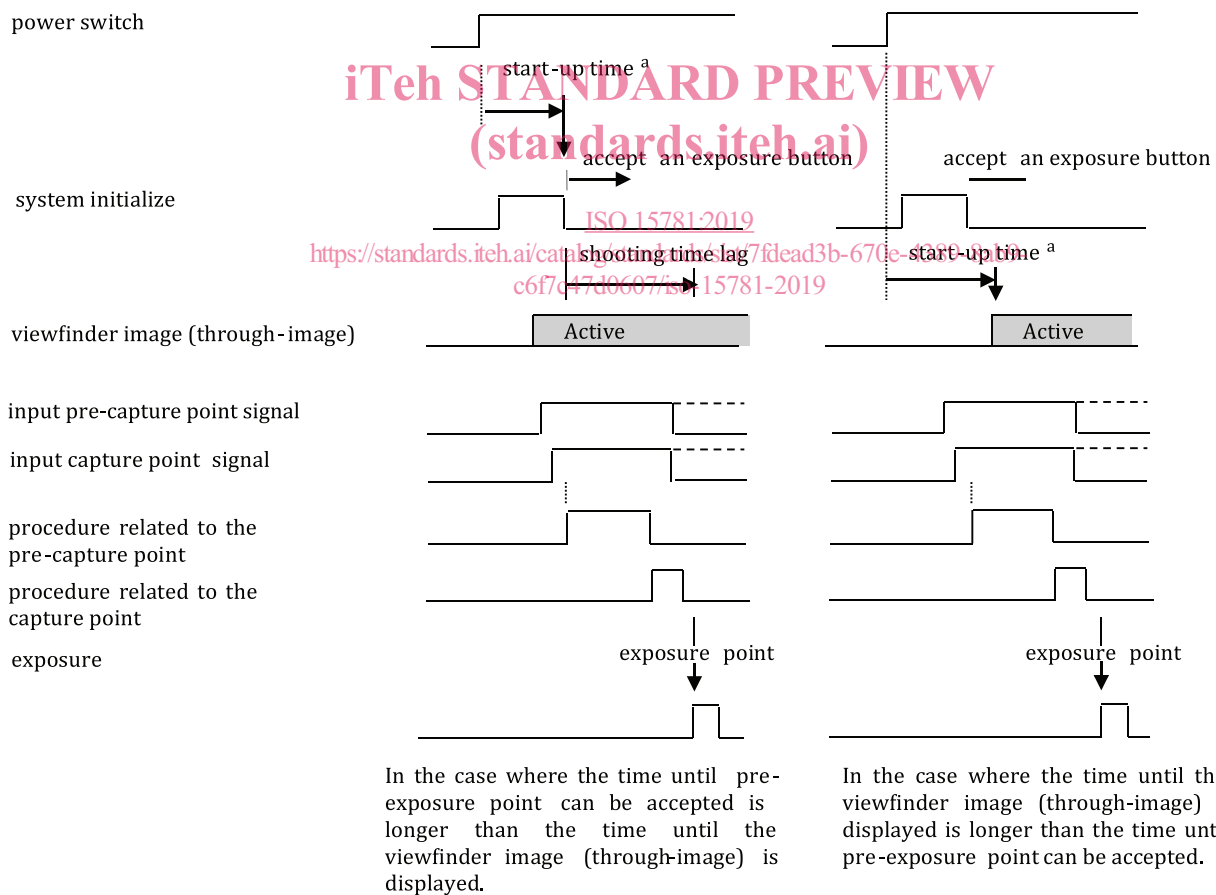 power switch
start-up time a
iTeh STANDARD PREVIEW
(standards.iteh.ai)
accept an exposure button
accept an exposure button
system initialize
ISO 15781:2019
shooting time lag
start-up time a
c6f7c47d0607/iso-15781-2019
viewfinder image (through-image)
Active
Active
input pre-capture point signal
input capture point signal
procedure related to the
pre-capture point
procedure related to the
capture point
exposure
exposure point
exposure point
In the case where the time until pre-
exposure point can be accepted is
longer than the time until the
viewfinder image (through-image) is
displayed.
In the case where the time until th
viewfinder image (through-image)
displayed is longer than the time unt
pre-exposure point can be accepted.